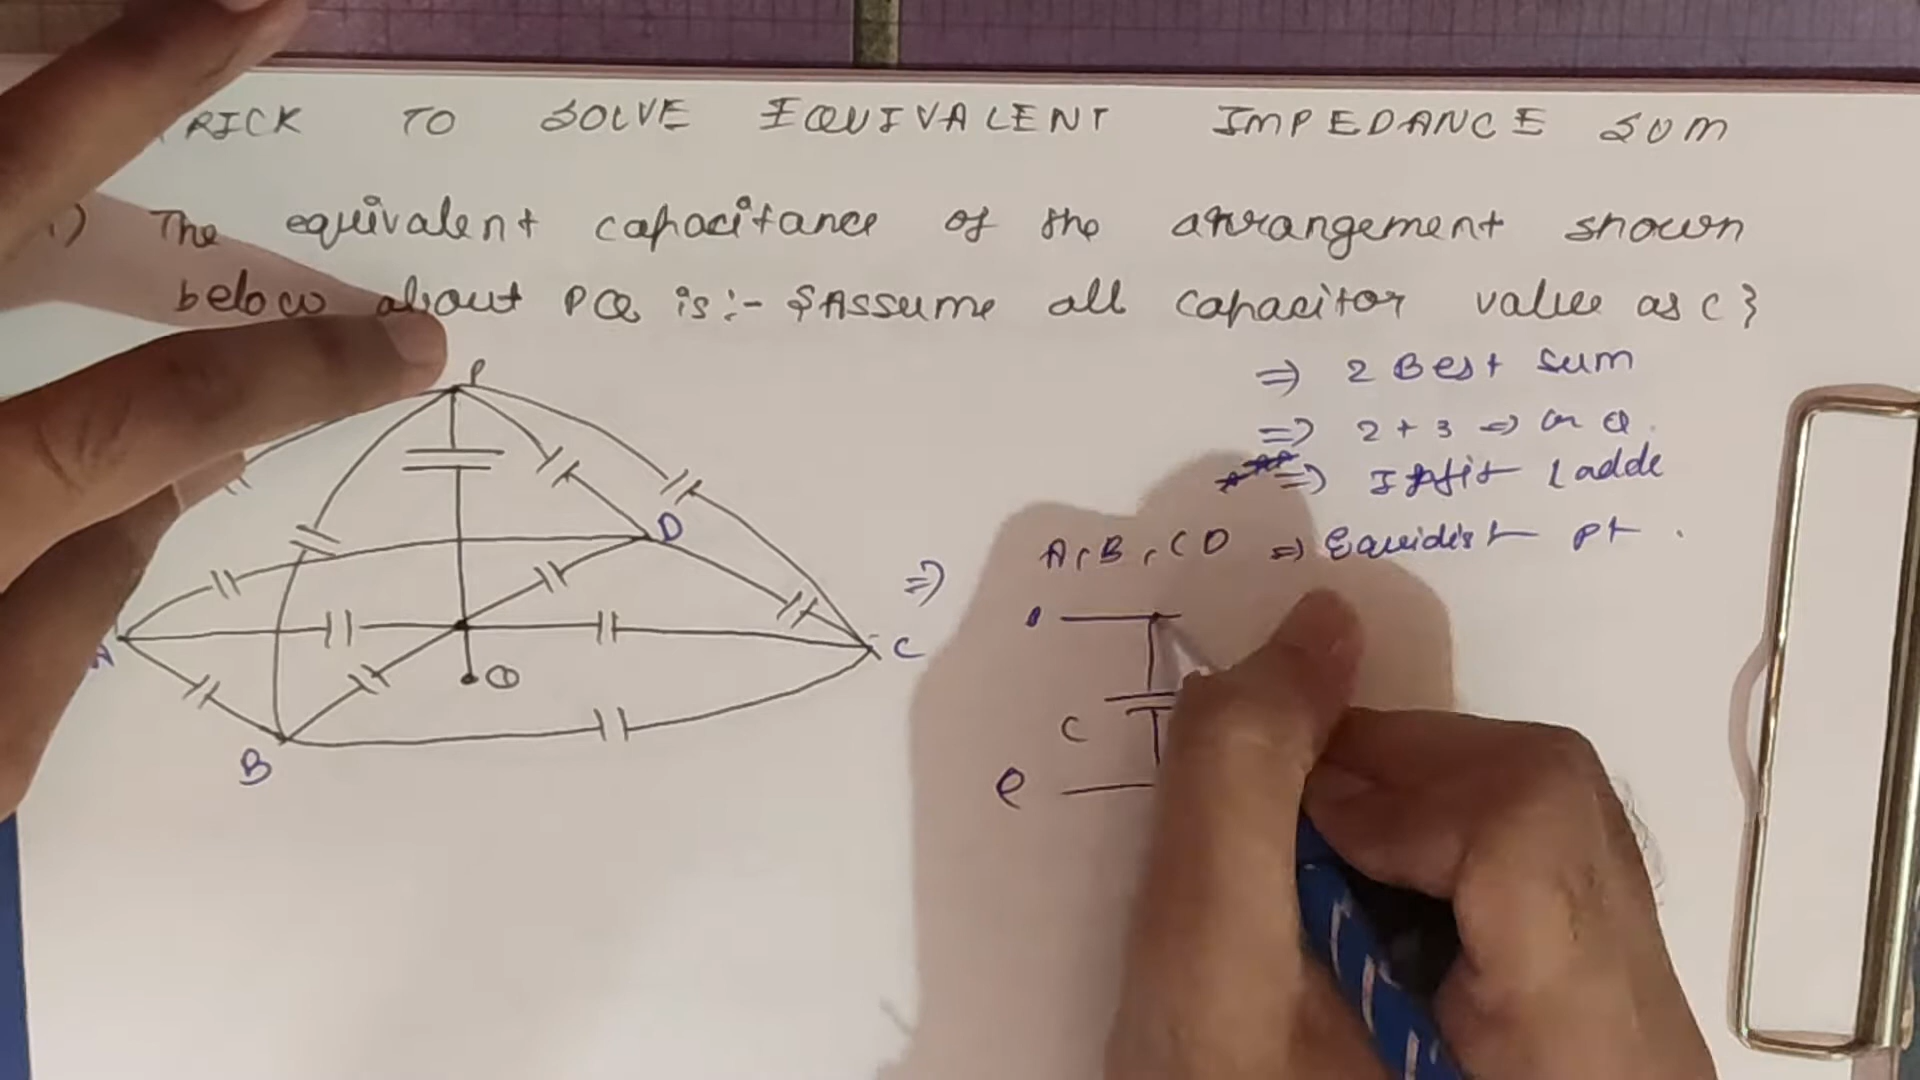 RICK TO SOLVE EQUIVALENT IMPEDANCE SUM
1) The equivalent capacitance of the arrangement shown
below about PQ is:- {Assume all capacitor value as C}
⇒ 2 Best sum
⇒ 2 + 3 ⇒ on Q.
⇒ Ladde
A, B, C D ⇒ Equidist pt.
P
D
⇒
A
C
Q
B
C